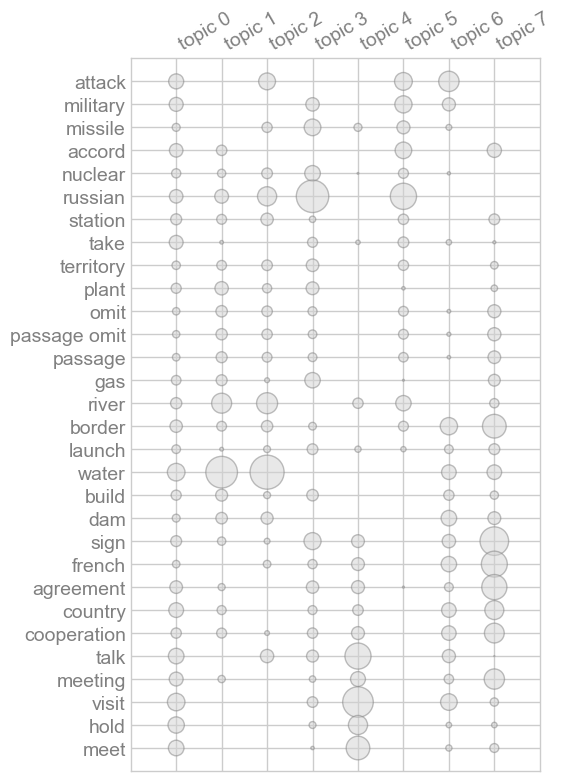 topic 0
topic 1
topic 2
topic 3
topic 4
topic 5
topic 6
topic 7
attack
military
missile
accord
nuclear
russian
station
take
territory
plant
omit
passage omit
passage
gas
river
border
launch
water
build
dam
sign
french
agreement
country
cooperation
talk
meeting
visit
hold
meet